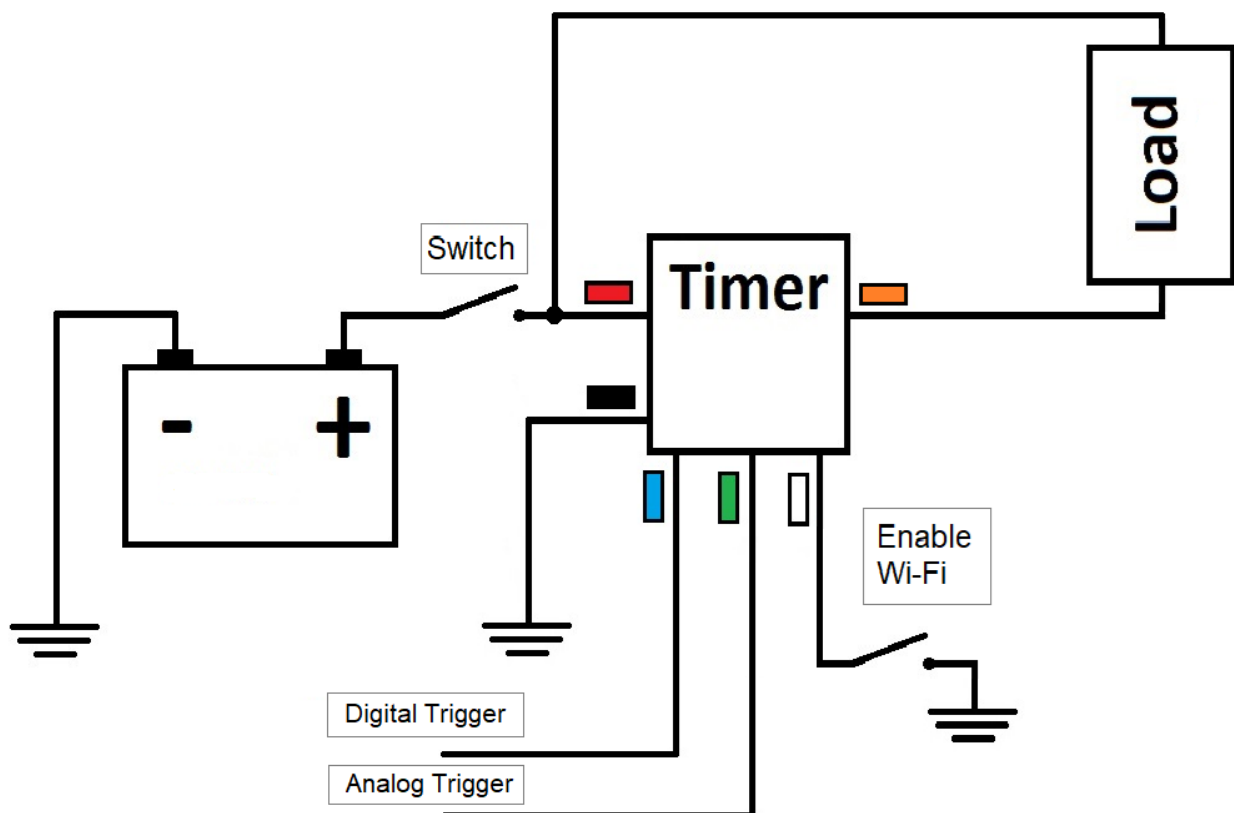 Load
Switch
Timer
-
+
Enable
Wi-Fi
Digital Trigger
Analog Trigger